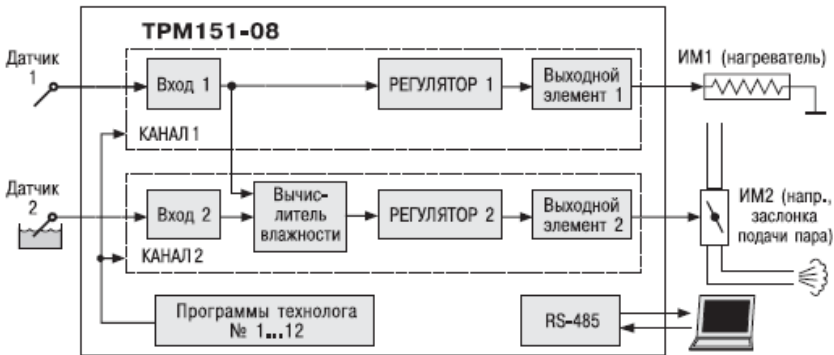 ТРМ151-08
Датчик
1
Вход 1
РЕГУЛЯТОР 1
Выходной
элемент 1
ИМ1 (нагреватель)
КАНАЛ 1
Датчик
2
Вход 2
Вычис-
литель
влажности
РЕГУЛЯТОР 2
Выходной
элемент 2
ИМ2 (напр.,
заслонка
подачи пара)
КАНАЛ 2
Программы технолога
№ 1...12
RS-485